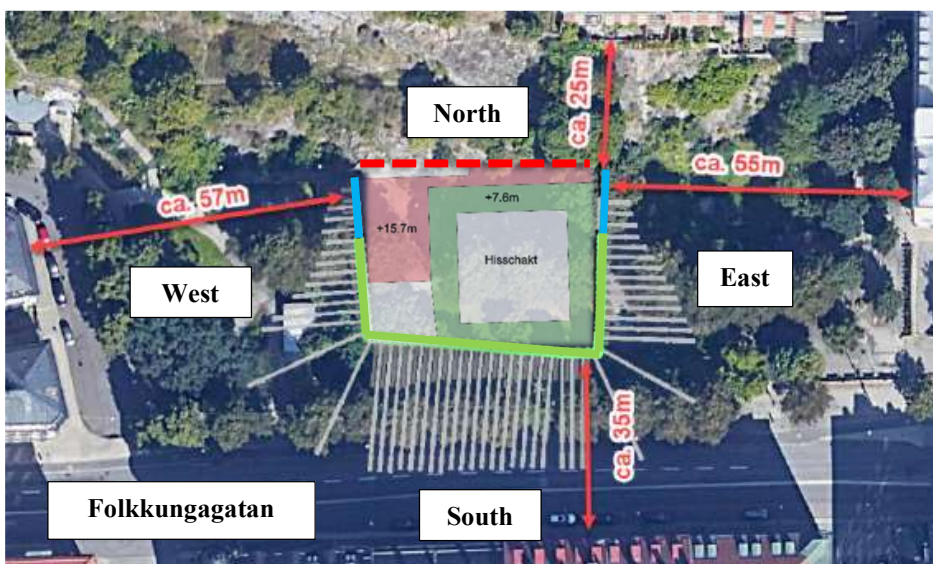 North
ca. 25m
ca. 57m
ca. 55m
+7.6m
+15.7m
Hisschakt
West
East
ca. 35m
Folkkungagatan
South